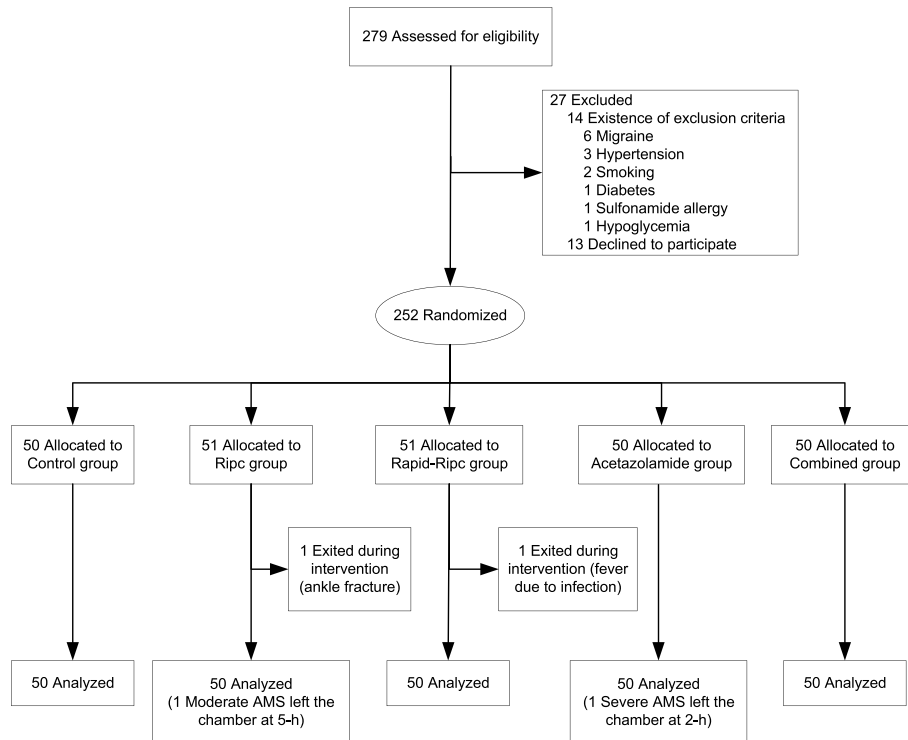 279 Assessed for eligibility
27 Excluded
14 Existence of exclusion criteria
6 Migraine
3 Hypertension
2 Smoking
1 Diabetes
1 Sulfonamide allergy
1 Hypoglycemia
13 Declined to participate
252 Randomized
50 Allocated to
Control group
51 Allocated to
Ripc group
51 Allocated to
Rapid-Ripc group
50 Allocated to
Acetazolamide group
50 Allocated to
Combined group
1 Exited during
intervention
(ankle fracture)
1 Exited during
intervention (fever
due to infection)
50 Analyzed
50 Analyzed
(1 Moderate AMS left the
chamber at 5-h)
50 Analyzed
50 Analyzed
(1 Severe AMS left the
chamber at 2-h)
50 Analyzed